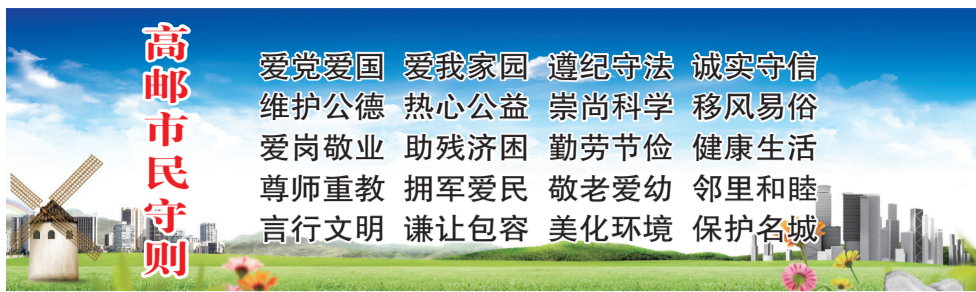 高邮市民守则
爱党爱国 爱我家园 遵纪守法 诚实守信
维护公德 热心公益 崇尚科学 移风易俗
爱岗敬业 助残济困 勤劳节俭 健康生活
尊师重教 拥军爱民 敬老爱幼 邻里和睦
言行文明 谦让包容 美化环境 保护名城